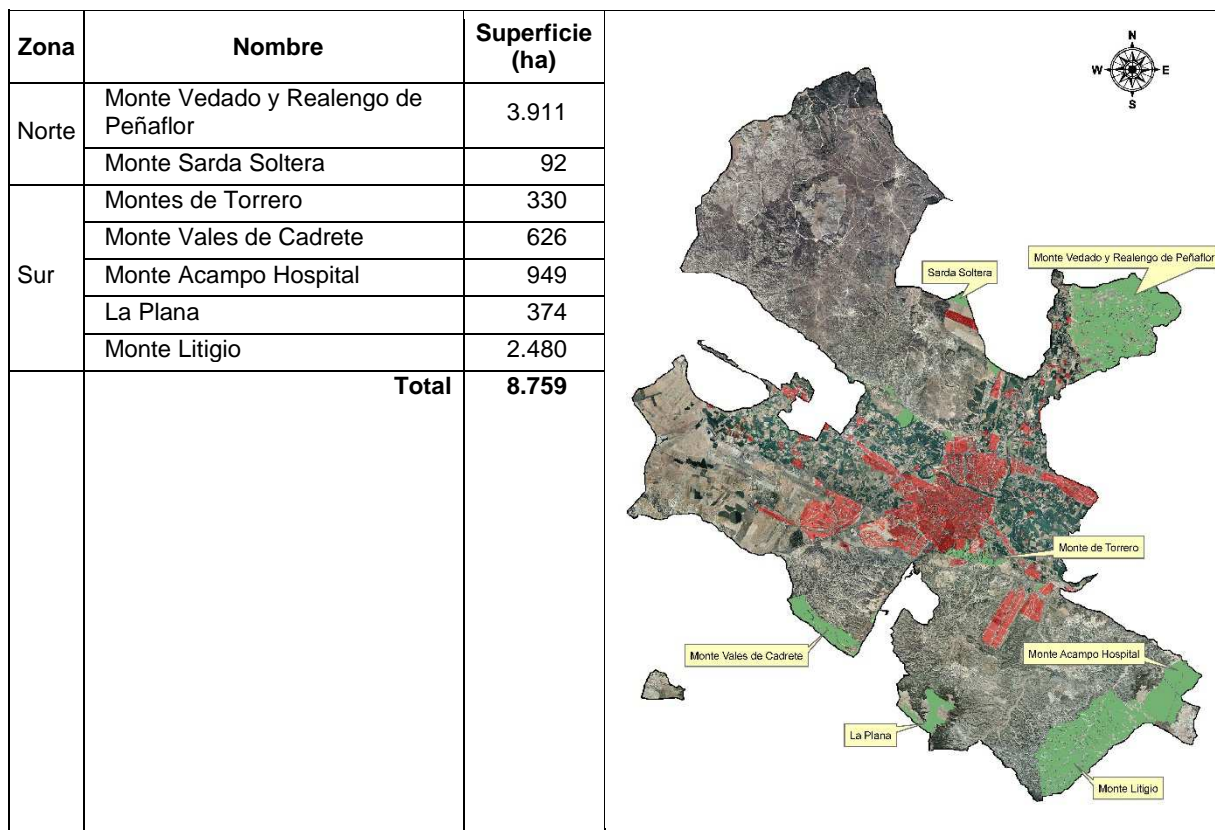 Zona Nombre Superficie
(ha)
Norte Monte Vedado y Realengo de
Peñaflor 3.911
Monte Sarda Soltera 92
Sur Montes de Torrero 330
Monte Vales de Cadrete 626
Monte Acampo Hospital 949
La Plana 374
Monte Litigio 2.480
Total 8.759
N
W E
S
Monte Vedado y Realengo de Peñaflor
Sarda Soltera
Monte de Torrero
Monte Vales de Cadrete
Monte Acampo Hospital
La Plana
Monte Litigio